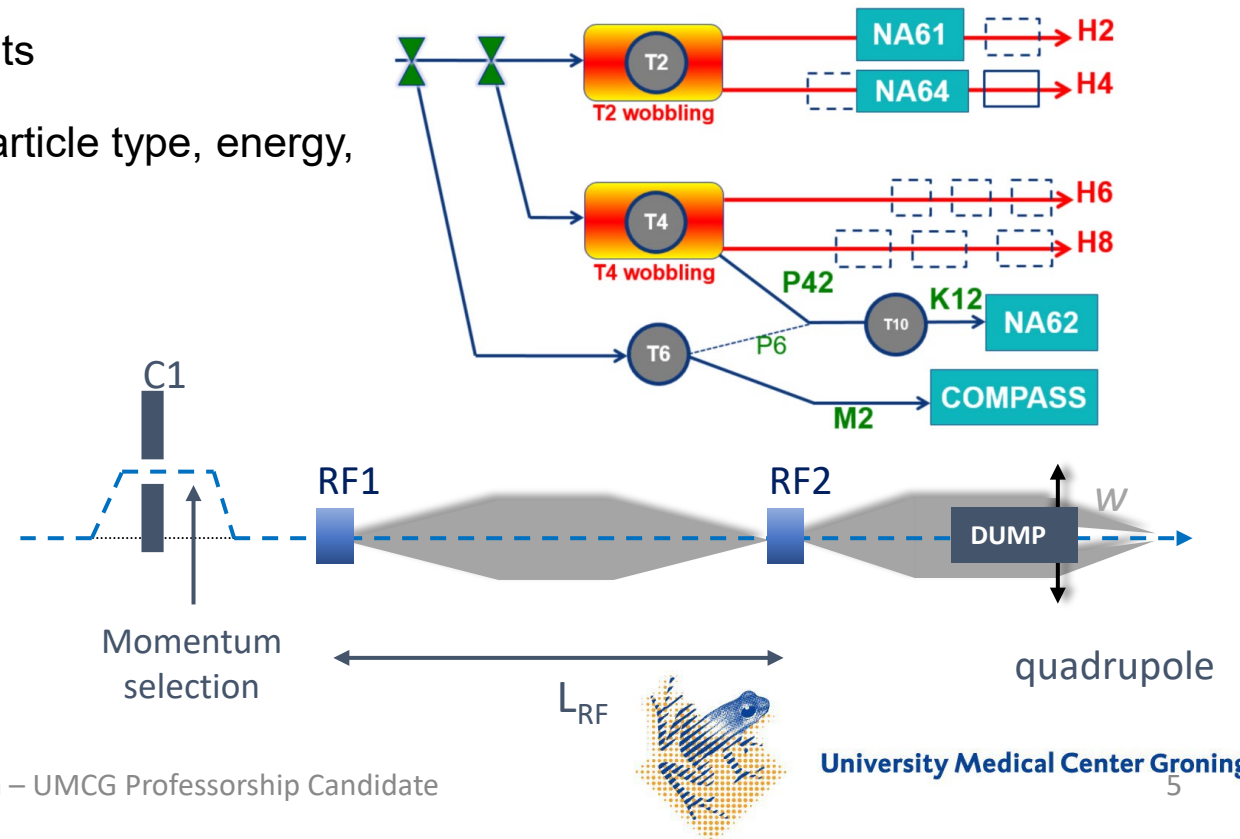 ts
article type, energy,
T2
T2 wobbling
NA61
H2
NA64
H4
T4
T4 wobbling
H6
H8
P42
K12
T10
NA62
T6
P6
M2
COMPASS
C1
RF1
RF2
DUMP
w
Momentum
selection
L_RF
quadrupole
– UMCG Professorship Candidate
University Medical Center Groning
5